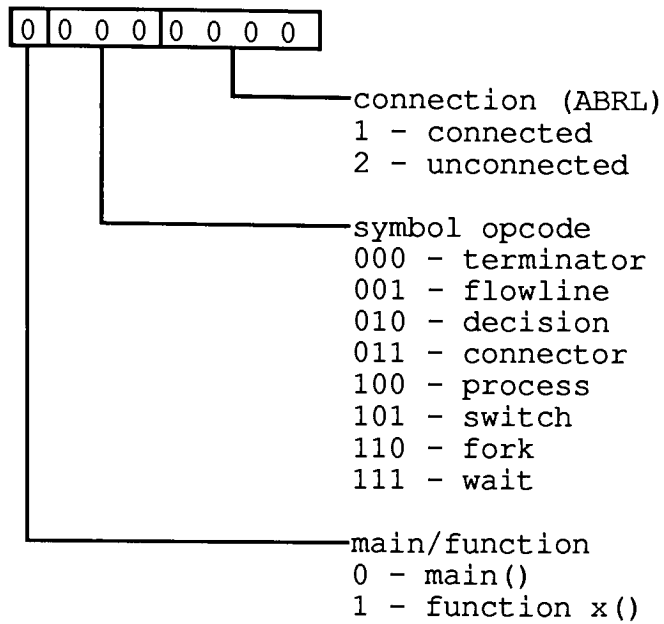 0 0 0 0 0 0 0 0
connection (ABRL)
1 - connected
2 - unconnected
symbol opcode
000 - terminator
001 - flowline
010 - decision
011 - connector
100 - process
101 - switch
110 - fork
111 - wait
main/function
0 - main()
1 - function x()